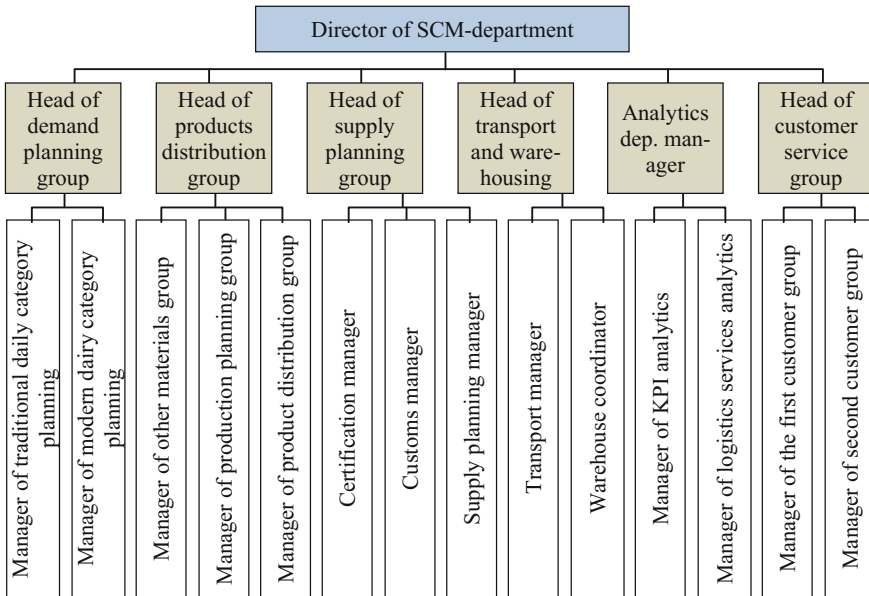 Director of SCM-department
Head of
demand
planning
group
Head of
products
distribution
group
Head of
supply
planning
group
Head of
transport
and ware-
housing
Analytics
dep. man-
ager
Head of
customer
service
group
Manager of traditional daily category
planning
Manager of modern dairy category
planning
Manager of other materials group
Manager of production planning group
Manager of product distribution group
Certification manager
Customs manager
Supply planning manager
Transport manager
Warehouse coordinator
Manager of KPI analytics
Manager of logistics services analytics
Manager of the first customer group
Manager of second customer group